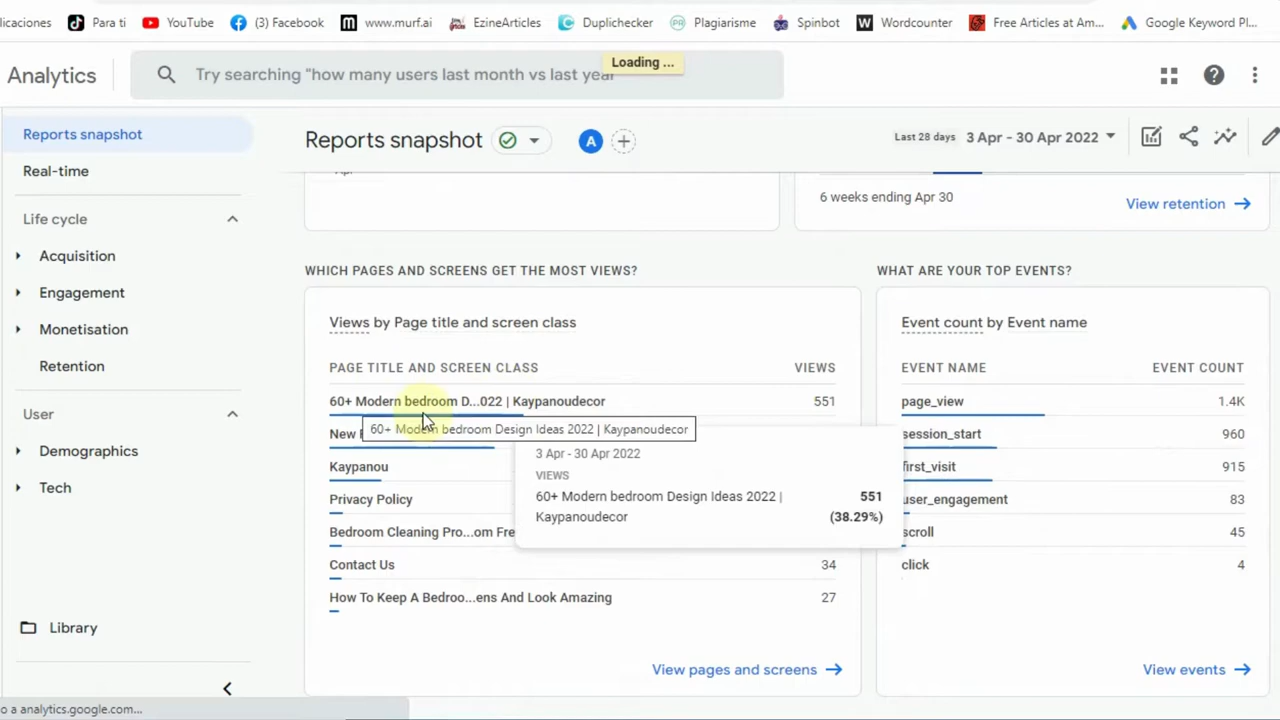 licaciones
Para ti
YouTube
(3) Facebook
www.murf.ai
EzineArticles
Duplichecker
PR
Plagiarisme
Spinbot
W
Wordcounter
Free Articles at Am...
Google Keyword Pl...
Analytics
Try searching "how many users last month vs last year
Loading ...
Reports snapshot
Real-time
Life cycle
Acquisition
Engagement
Monetisation
Retention
User
Demographics
Tech
Library
Reports snapshot
A
Last 28 days 3 Apr - 30 Apr 2022
6 weeks ending Apr 30
View retention
WHICH PAGES AND SCREENS GET THE MOST VIEWS?
Views by Page title and screen class
PAGE TITLE AND SCREEN CLASS VIEWS
60+ Modern bedroom D...022 | Kaypanoudecor 551
60+ Modern bedroom Design Ideas 2022 | Kaypanoudecor
New
3 Apr - 30 Apr 2022
VIEWS
60+ Modern bedroom Design Ideas 2022 | 551
Kaypanoudecor (38.29%)
Kaypanou
Privacy Policy
Bedroom Cleaning Pro...om Fre
Contact Us 34
How To Keep A Bedroo...ens And Look Amazing 27
View pages and screens
WHAT ARE YOUR TOP EVENTS?
Event count by Event name
EVENT NAME EVENT COUNT
page_view 1.4K
session_start 960
first_visit 915
user_engagement 83
scroll 45
click 4
View events
o a analytics.google.com...